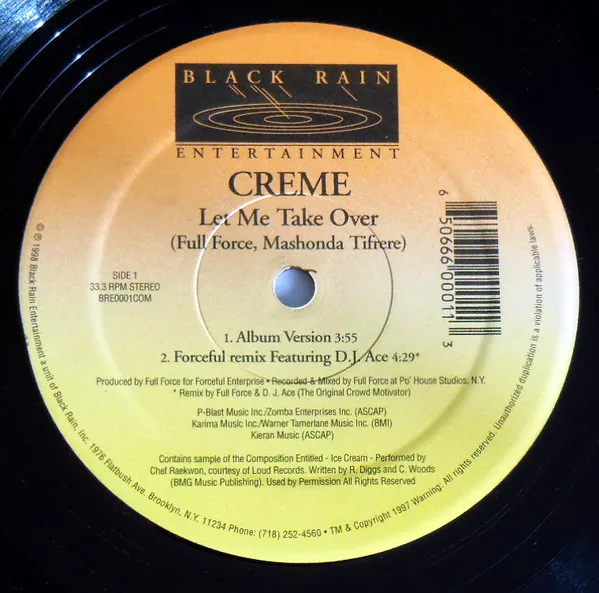 BLACK RAIN
ENTERTAINMENT
CREME
Let Me Take Over
(Full Force, Mashonda Tifrere)
SIDE 1
33.3 RPM STEREO
BRE0001COM
6 50666 00011 3
1. Album Version 3:55
2. Forceful remix Featuring D.J. Ace 4:29*
Produced by Full Force for Forceful Enterprise • Recorded & Mixed by Full Force at Po' House Studios, N.Y.
* Remix by Full Force & D. J. Ace (The Original Crowd Motivator)
P-Blast Music Inc./Zomba Enterprises Inc. (ASCAP)
Karima Music Inc./Warner Tamerlane Music Inc. (BMI)
Kieran Music (ASCAP)
Contains sample of the Composition Entitled - Ice Cream - Performed by
Chef Raekwon, courtesy of Loud Records. Written by R. Diggs and C. Woods
(BMG Music Publishing). Used by Permission All Rights Reserved
© ℗ 1998 Black Rain Entertainment a unit of Black Rain, Inc. 1976 Flatbush Ave. Brooklyn, N.Y. 11234 Phone: (718) 252-4560 • TM & Copyright 1997 Warning: All rights reserved. Unauthorized duplication is a violation of applicable laws.